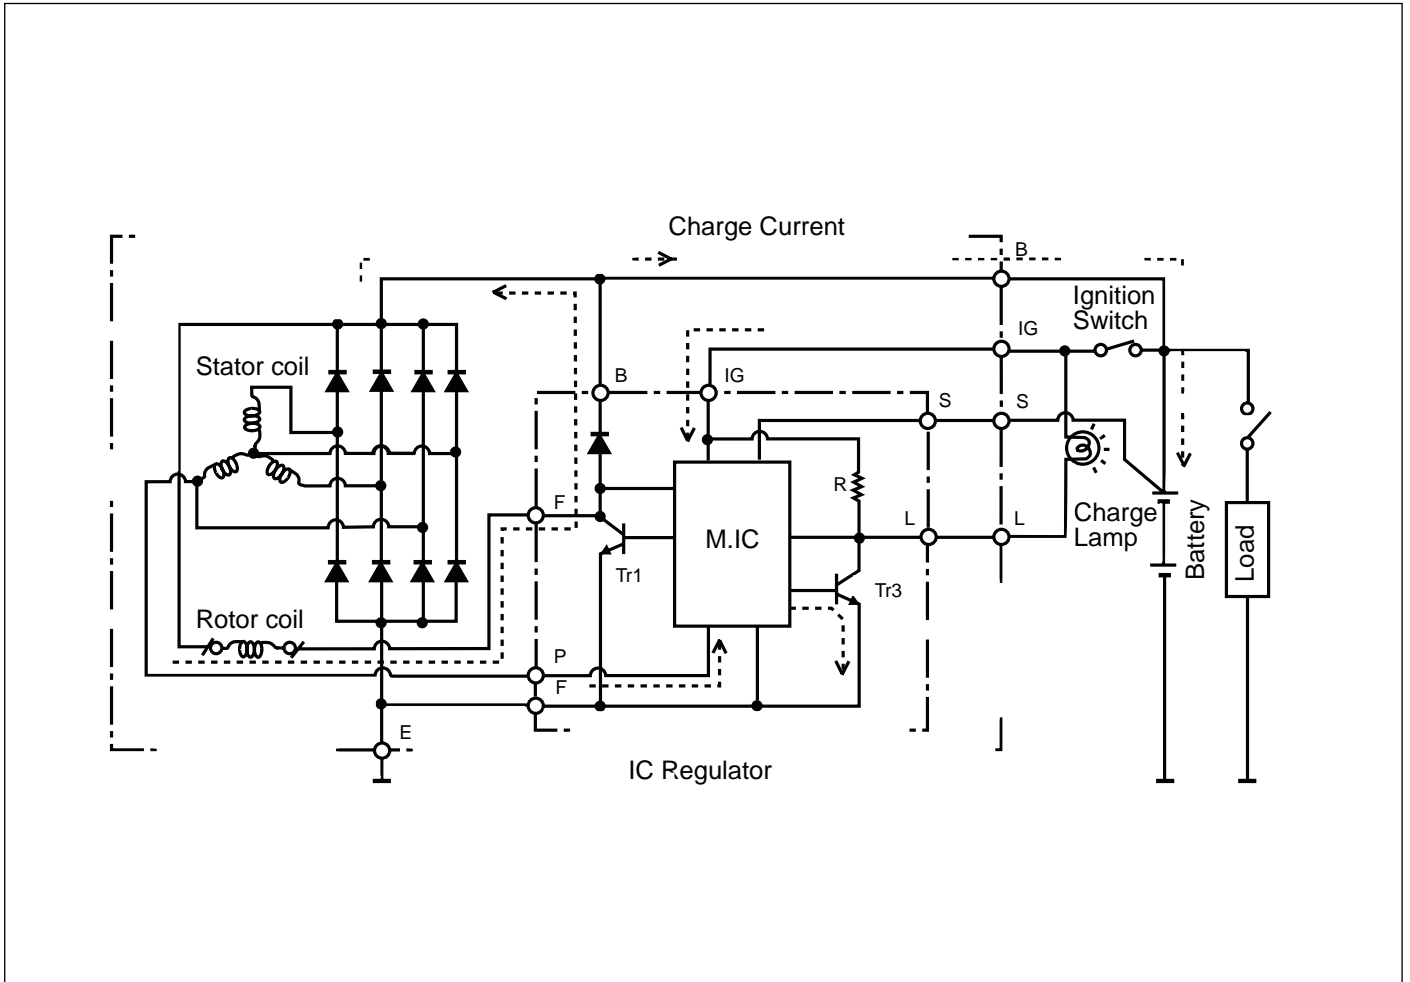 Charge Current
B
Ignition
Switch
IG
Stator coil
B
IG
S
S
R
F
L
L
Charge
Lamp
Battery
Load
M.IC
Tr1
Tr3
Rotor coil
P
F
E
IC Regulator